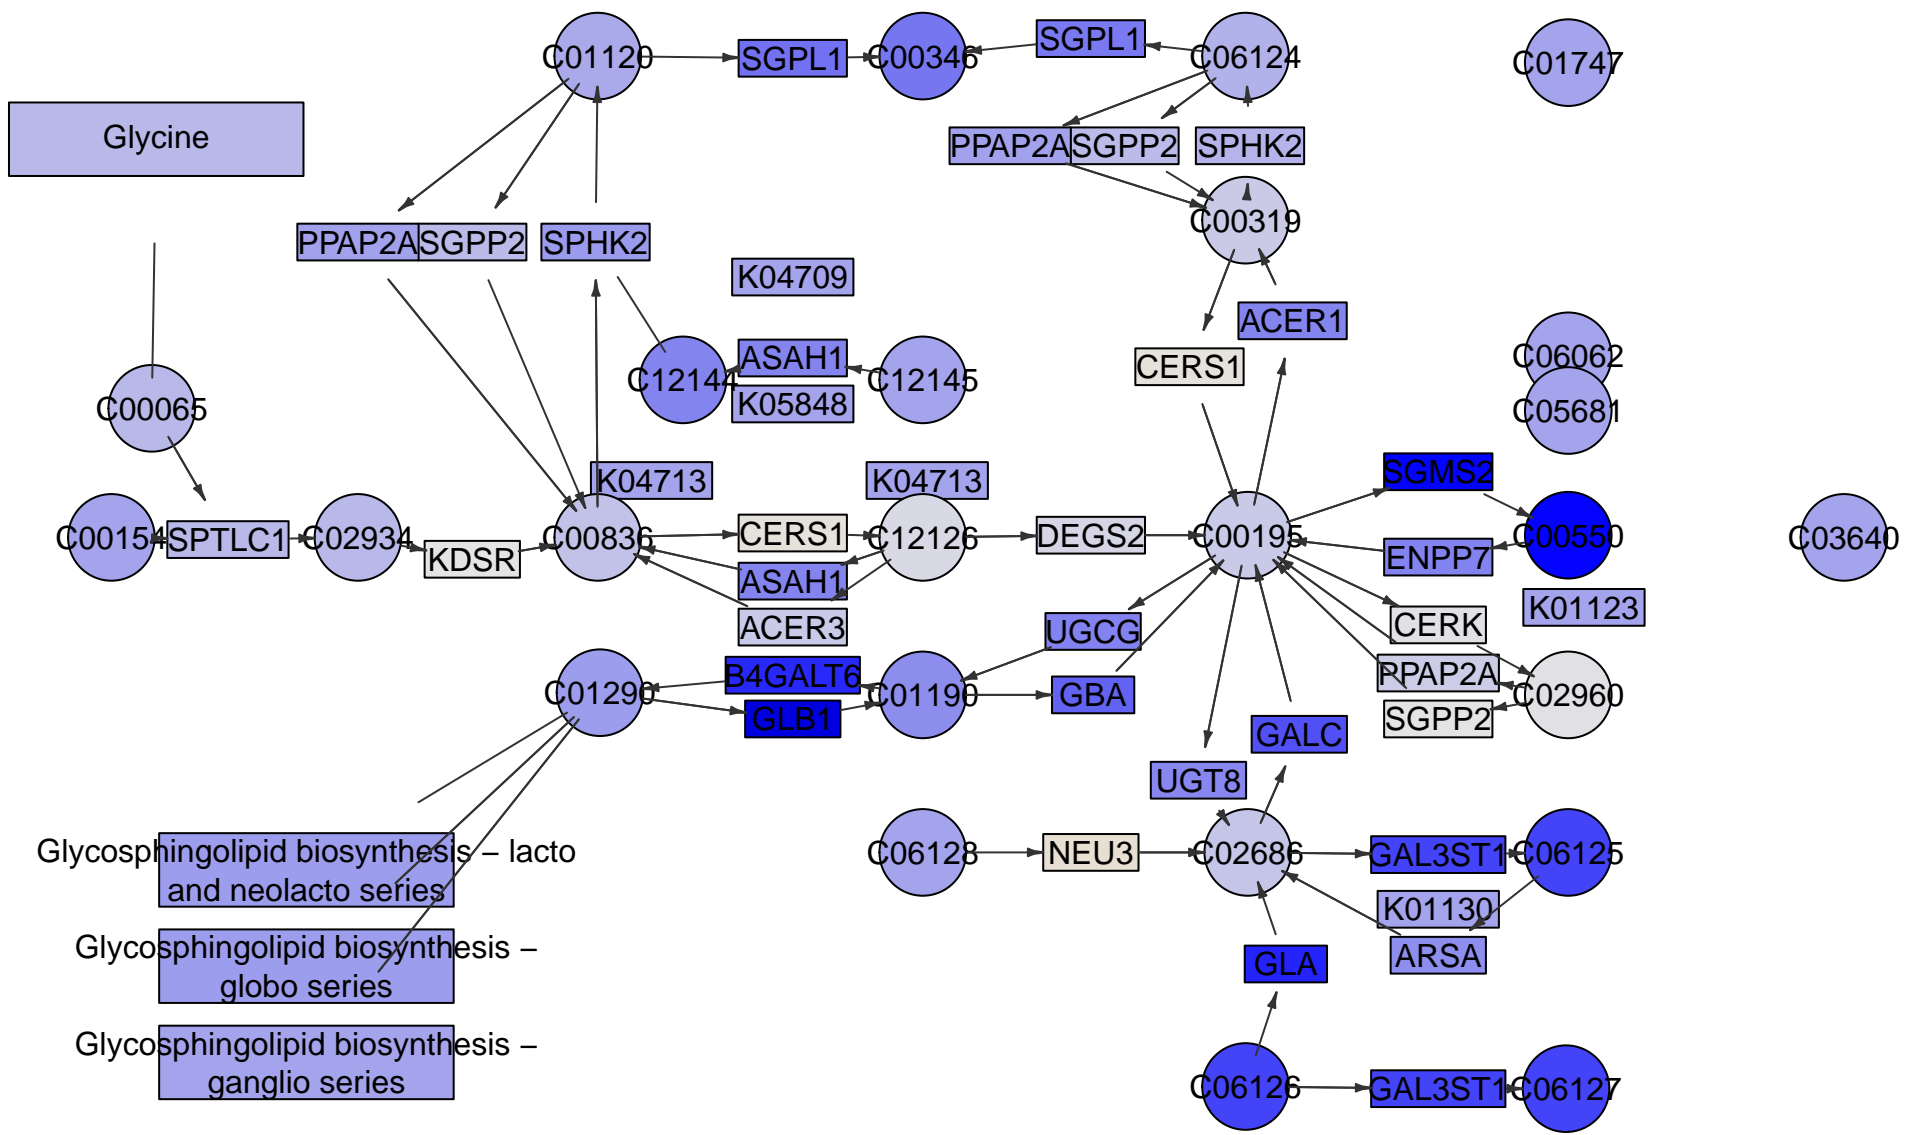 C01120
SGPL1
C00346
SGPL1
C06124
C01747
Glycine
PPAP2A
SGPP2
SPHK2
C00319
PPAP2A
SGPP2
SPHK2
K04709
ACER1
CERS1
ASAH1
C12144
C12145
K05848
C06062
C05681
C00065
K04713
K04713
SGMS2
C00154
SPTLC1
C02934
KDSR
C00836
CERS1
C12126
DEGS2
C00195
C00550
C03640
ENPP7
ASAH1
K01123
ACER3
UGCG
CERK
B4GALT6
PPAP2A
C01290
C01190
GBA
C02960
GLB1
SGPP2
GALC
UGT8
Glycosphingolipid biosynthesis – lacto
and neolacto series
C06128
NEU3
C02686
GAL3ST1
C06125
K01130
ARSA
Glycosphingolipid biosynthesis –
globo series
GLA
Glycosphingolipid biosynthesis –
ganglio series
C06126
GAL3ST1
C06127